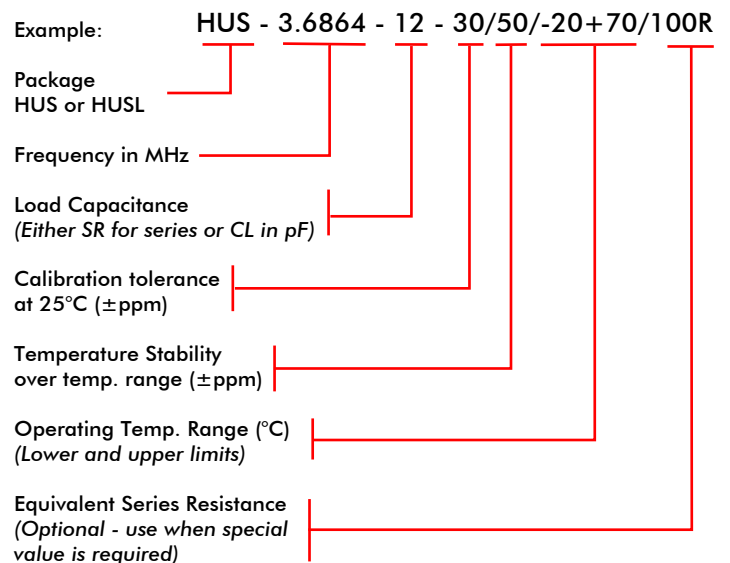 Example: HUS - 3.6864 - 12 - 30/50/-20+70/100R
Package
HUS or HUSL
Frequency in MHz
Load Capacitance
(Either SR for series or CL in pF)
Calibration tolerance
at 25°C (±ppm)
Temperature Stability
over temp. range (±ppm)
Operating Temp. Range (°C)
(Lower and upper limits)
Equivalent Series Resistance
(Optional - use when special
value is required)